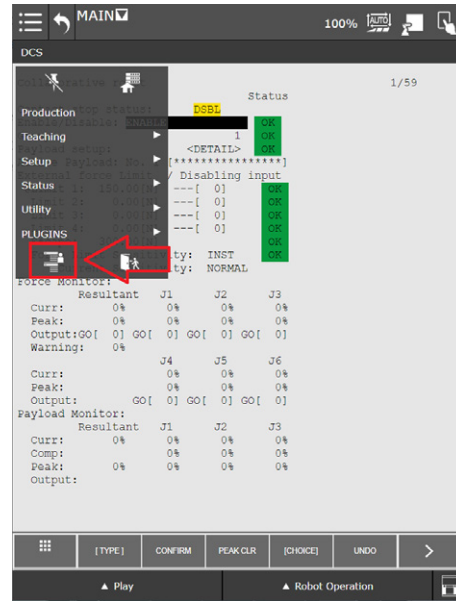 MAIN
100% AUTO
DCS
1/59
Status
Production
DSBL
Teaching
1 OK
<DETAIL> OK
Setup
[****************]
/ Disabling input
Status
---[ 0] OK
---[ 0] OK
Utility
---[ 0] OK
---[ 0] OK
PLUGINS
OK
ity: INST OK
ity: NORMAL
Force Monitor:
Resultant J1 J2 J3
Curr: 0% 0% 0% 0%
Peak: 0% 0% 0% 0%
Output:GO[ 0] GO[ 0] GO[ 0] GO[ 0]
Warning: 0%
J4 J5 J6
Curr: 0% 0% 0%
Peak: 0% 0% 0%
Output: GO[ 0] GO[ 0] GO[ 0]
Payload Monitor:
Resultant J1 J2 J3
Curr: 0% 0% 0% 0%
Comp: 0% 0% 0%
Peak: 0% 0% 0% 0%
Output:
[TYPE] CONFIRM PEAK CLR [CHOICE] UNDO >
▲ Play ▲ Robot Operation